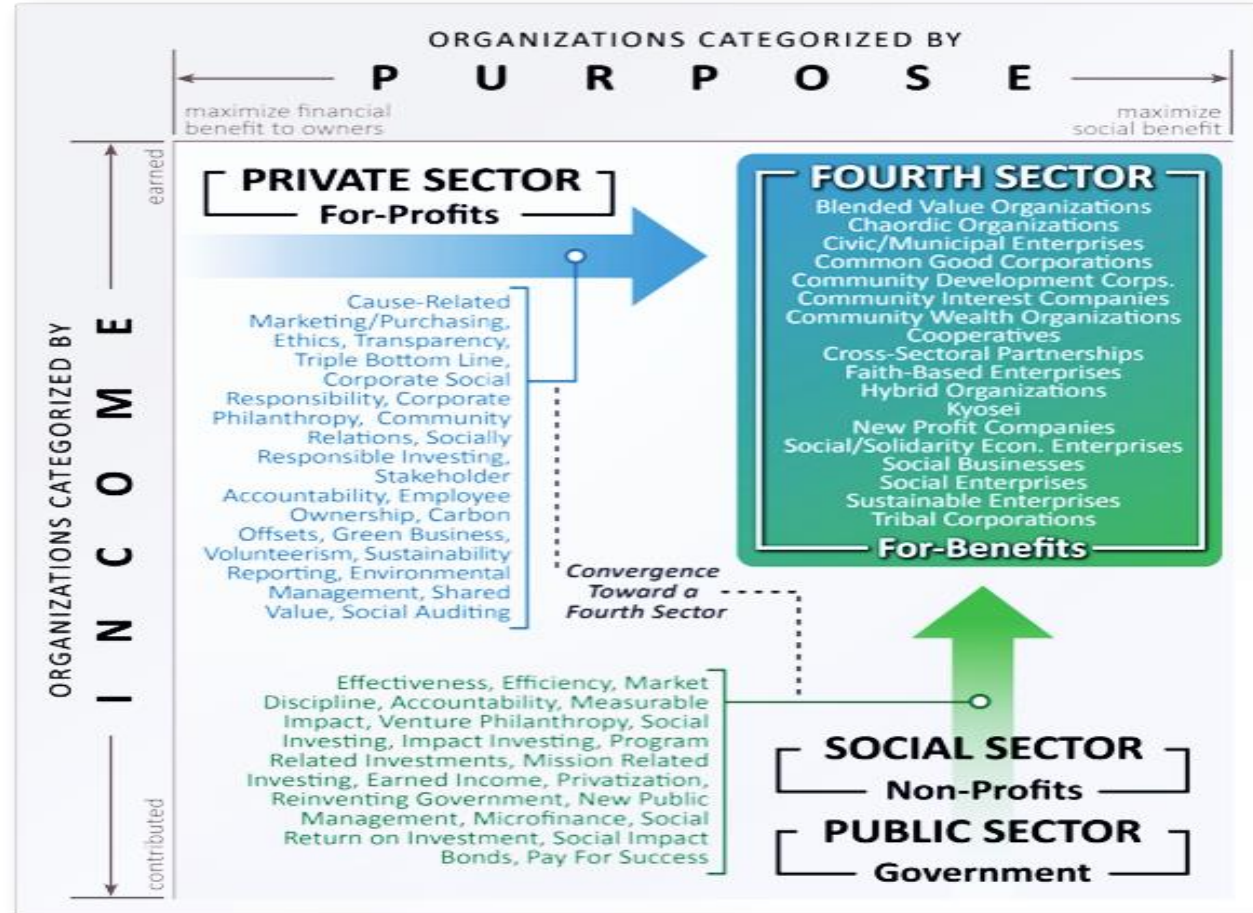 ORGANIZATIONS CATEGORIZED BY
PURPOSE
maximize financial
benefit to owners
maximize
social benefit
ORGANIZATIONS CATEGORIZED BY
INCOME
earned
contributed
PRIVATE SECTOR
For-Profits
Cause-Related
Marketing/Purchasing,
Ethics, Transparency,
Triple Bottom Line,
Corporate Social
Responsibility, Corporate
Philanthropy, Community
Relations, Socially
Responsible Investing,
Stakeholder
Accountability, Employee
Ownership, Carbon
Offsets, Green Business,
Volunteerism, Sustainability
Reporting, Environmental
Management, Shared
Value, Social Auditing
FOURTH SECTOR
Blended Value Organizations
Chaordic Organizations
Civic/Municipal Enterprises
Common Good Corporations
Community Development Corps.
Community Interest Companies
Community Wealth Organizations
Cooperatives
Cross-Sectoral Partnerships
Faith-Based Enterprises
Hybrid Organizations
Kyosei
New Profit Companies
Social/Solidarity Econ. Enterprises
Social Businesses
Social Enterprises
Sustainable Enterprises
Tribal Corporations
For-Benefits
Convergence
Toward a
Fourth Sector
Effectiveness, Efficiency, Market
Discipline, Accountability, Measurable
Impact, Venture Philanthropy, Social
Investing, Impact Investing, Program
Related Investments, Mission Related
Investing, Earned Income, Privatization,
Reinventing Government, New Public
Management, Microfinance, Social
Return on Investment, Social Impact
Bonds, Pay For Success
SOCIAL SECTOR
Non-Profits
PUBLIC SECTOR
Government